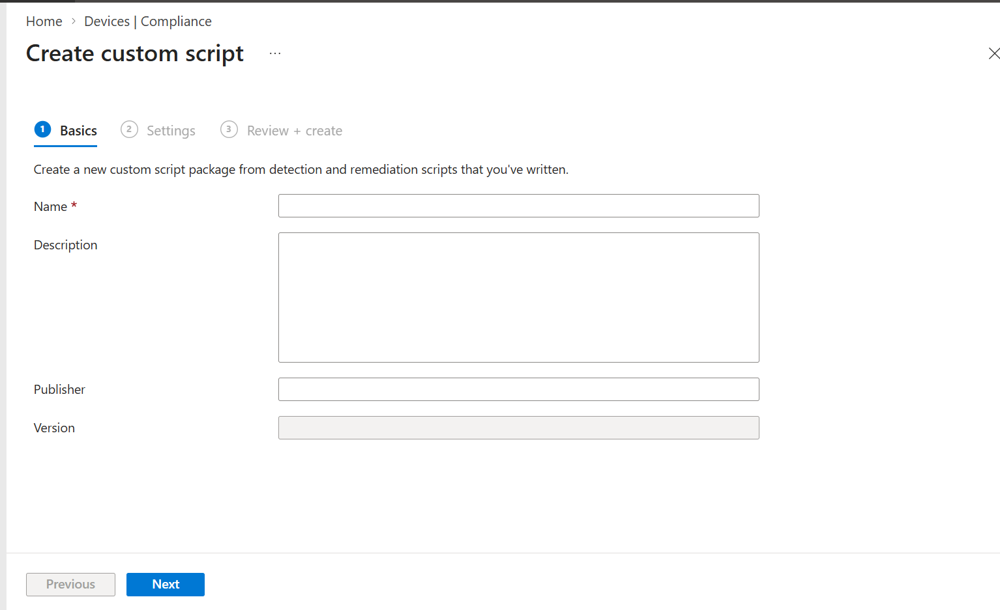 Home > Devices | Compliance
Create custom script ...
1 Basics 2 Settings 3 Review + create
Create a new custom script package from detection and remediation scripts that you've written.
Name *
Description
Publisher
Version
Previous Next